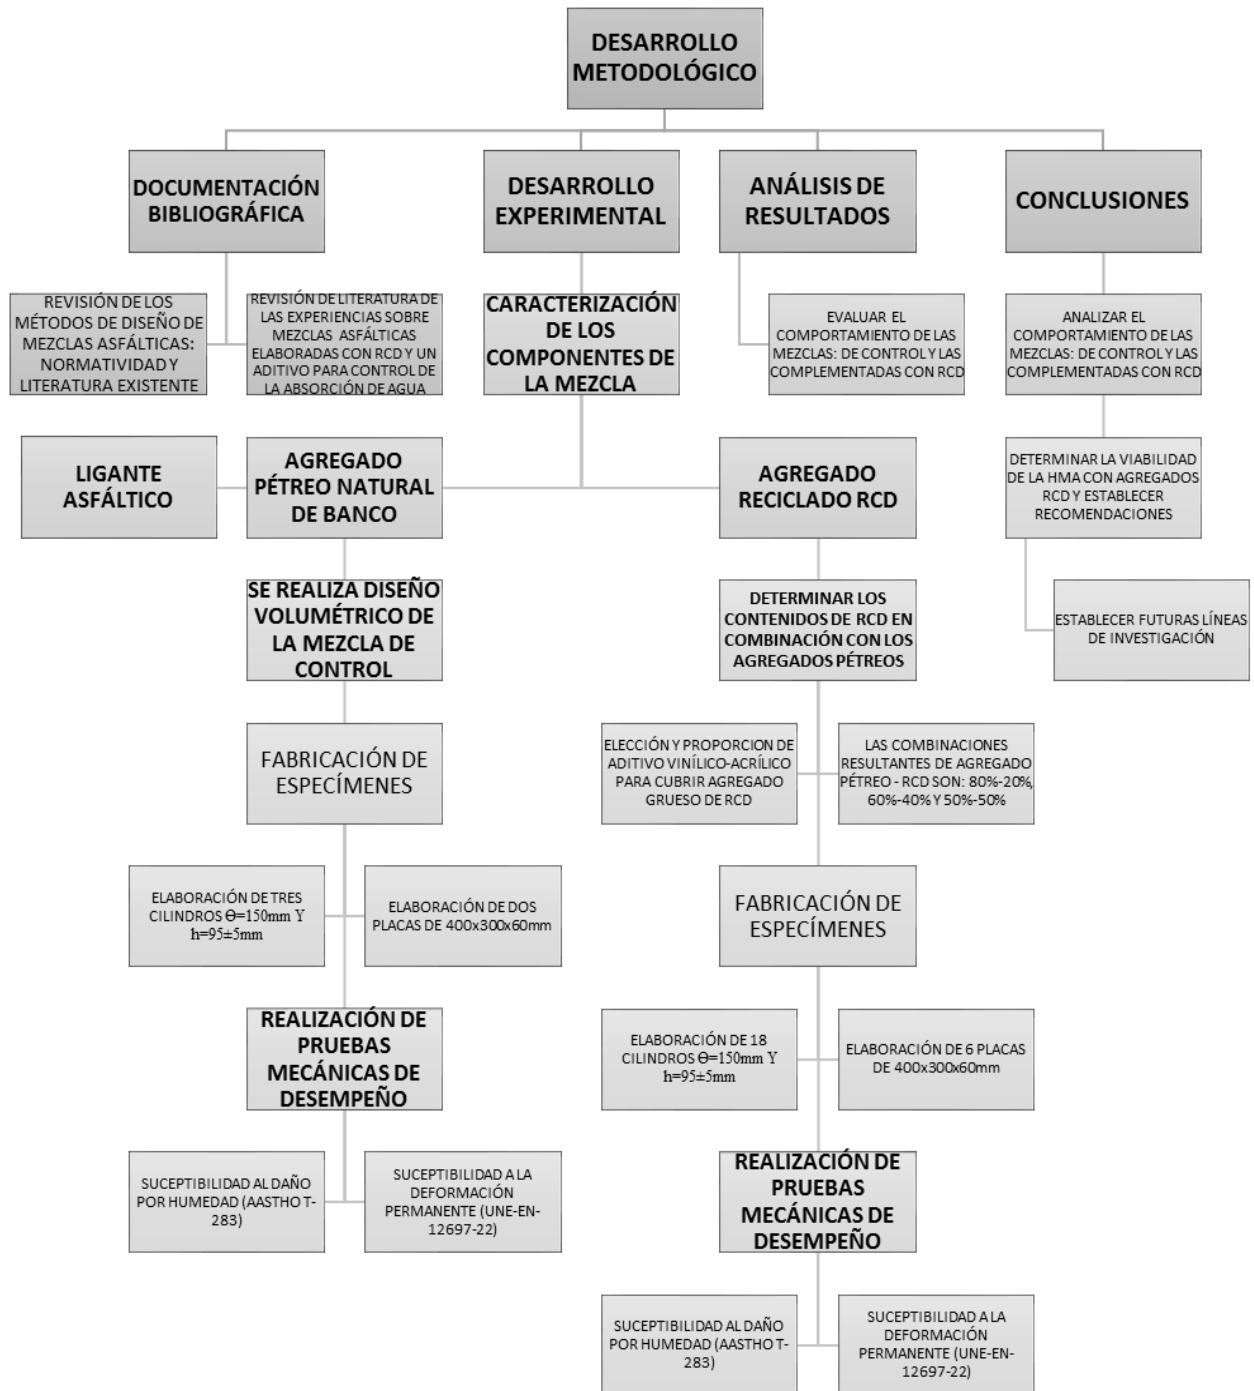 DESARROLLO
METODOLÓGICO
DOCUMENTACIÓN
BIBLIOGRÁFICA
DESARROLLO
EXPERIMENTAL
ANÁLISIS DE
RESULTADOS
CONCLUSIONES
REVISIÓN DE LOS
MÉTODOS DE DISEÑO DE
MEZCLAS ASFÁLTICAS:
NORMATIVIDAD Y
LITERATURA EXISTENTE
REVISIÓN DE LITERATURA DE
LAS EXPERIENCIAS SOBRE
MEZCLAS ASFÁLTICAS
ELABORADAS CON RCD Y UN
ADITIVO PARA CONTROL DE
LA ABSORCIÓN DE AGUA
CARACTERIZACIÓN
DE LOS
COMPONENTES DE
LA MEZCLA
EVALUAR EL
COMPORTAMIENTO DE LAS
MEZCLAS: DE CONTROL Y LAS
COMPLEMENTADAS CON RCD
ANALIZAR EL
COMPORTAMIENTO DE LAS
MEZCLAS: DE CONTROL Y LAS
COMPLEMENTADAS CON RCD
LIGANTE
ASFÁLTICO
AGREGADO
PÉTREO NATURAL
DE BANCO
AGREGADO
RECICLADO RCD
DETERMINAR LA VIABILIDAD
DE LA HMA CON AGREGADOS
RCD Y ESTABLECER
RECOMENDACIONES
SE REALIZA DISEÑO
VOLUMÉTRICO DE
LA MEZCLA DE
CONTROL
DETERMINAR LOS
CONTENIDOS DE RCD EN
COMBINACIÓN CON LOS
AGREGADOS PÉTREOS
ESTABLECER FUTURAS LÍNEAS
DE INVESTIGACIÓN
FABRICACIÓN DE
ESPECÍMENES
ELECCIÓN Y PROPORCION DE
ADITIVO VINÍLICO-ACRÍLICO
PARA CUBRIR AGREGADO
GRUESO DE RCD
LAS COMBINACIONES
RESULTANTES DE AGREGADO
PÉTREO - RCD SON: 80%-20%,
60%-40% Y 50%-50%
ELABORACIÓN DE TRES
CILINDROS Θ=150mm Y
h=95±5mm
ELABORACIÓN DE DOS
PLACAS DE 400x300x60mm
FABRICACIÓN DE
ESPECÍMENES
REALIZACIÓN DE
PRUEBAS
MECÁNICAS DE
DESEMPEÑO
ELABORACIÓN DE 18
CILINDROS Θ=150mm Y
h=95±5mm
ELABORACIÓN DE 6 PLACAS
DE 400x300x60mm
SUCEPTIBILIDAD AL DAÑO
POR HUMEDAD (AASTHO T-
283)
SUCEPTIBILIDAD A LA
DEFORMACIÓN
PERMANENTE (UNE-EN-
12697-22)
REALIZACIÓN DE
PRUEBAS
MECÁNICAS DE
DESEMPEÑO
SUCEPTIBILIDAD AL DAÑO
POR HUMEDAD (AASTHO T-
283)
SUCEPTIBILIDAD A LA
DEFORMACIÓN
PERMANENTE (UNE-EN-
12697-22)